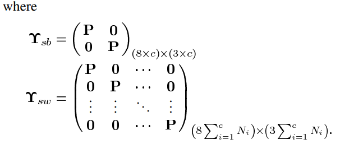 where
Υ_sb = ( P 0
0 P )_(8×c)×(3×c)
Υ_sw = ( P 0 ⋯ 0
0 P ⋯ 0
⋮ ⋮ ⋱ ⋮
0 0 ⋯ P )_(8∑_{i=1}^{c} N_i)×(3∑_{i=1}^{c} N_i).